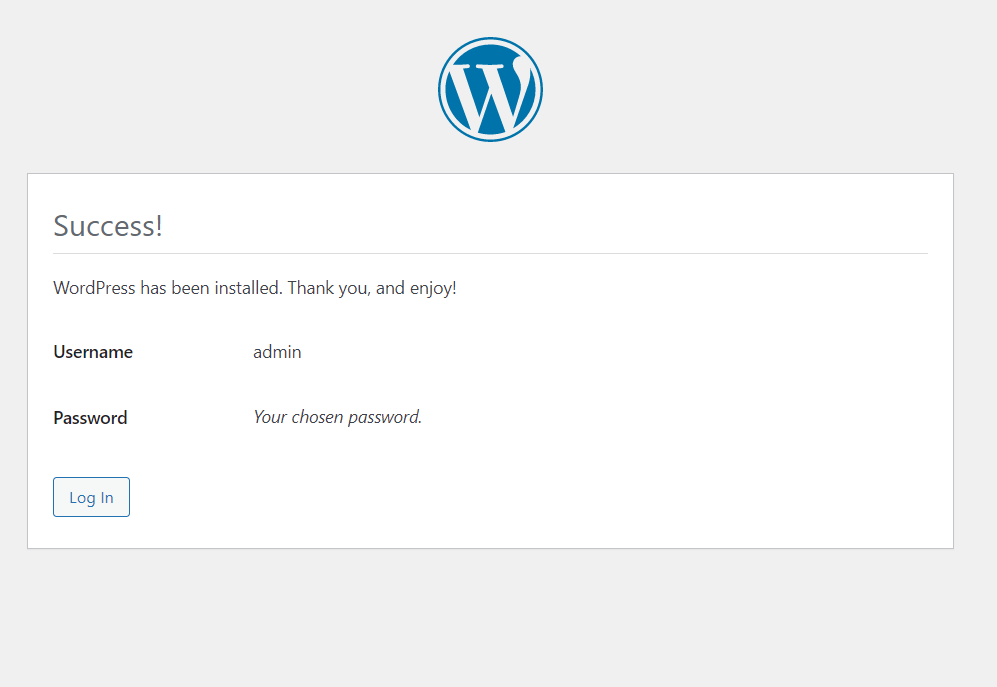 W
Success!
WordPress has been installed. Thank you, and enjoy!
Username admin
Password Your chosen password.
Log In